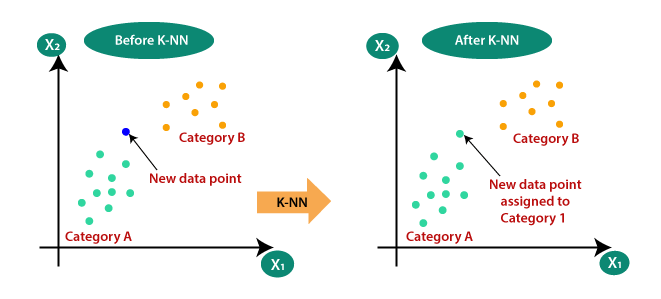 Before K-NN
X₂
Category B
New data point
Category A
X₁
K-NN
After K-NN
X₂
Category B
New data point
assigned to
Category 1
Category A
X₁